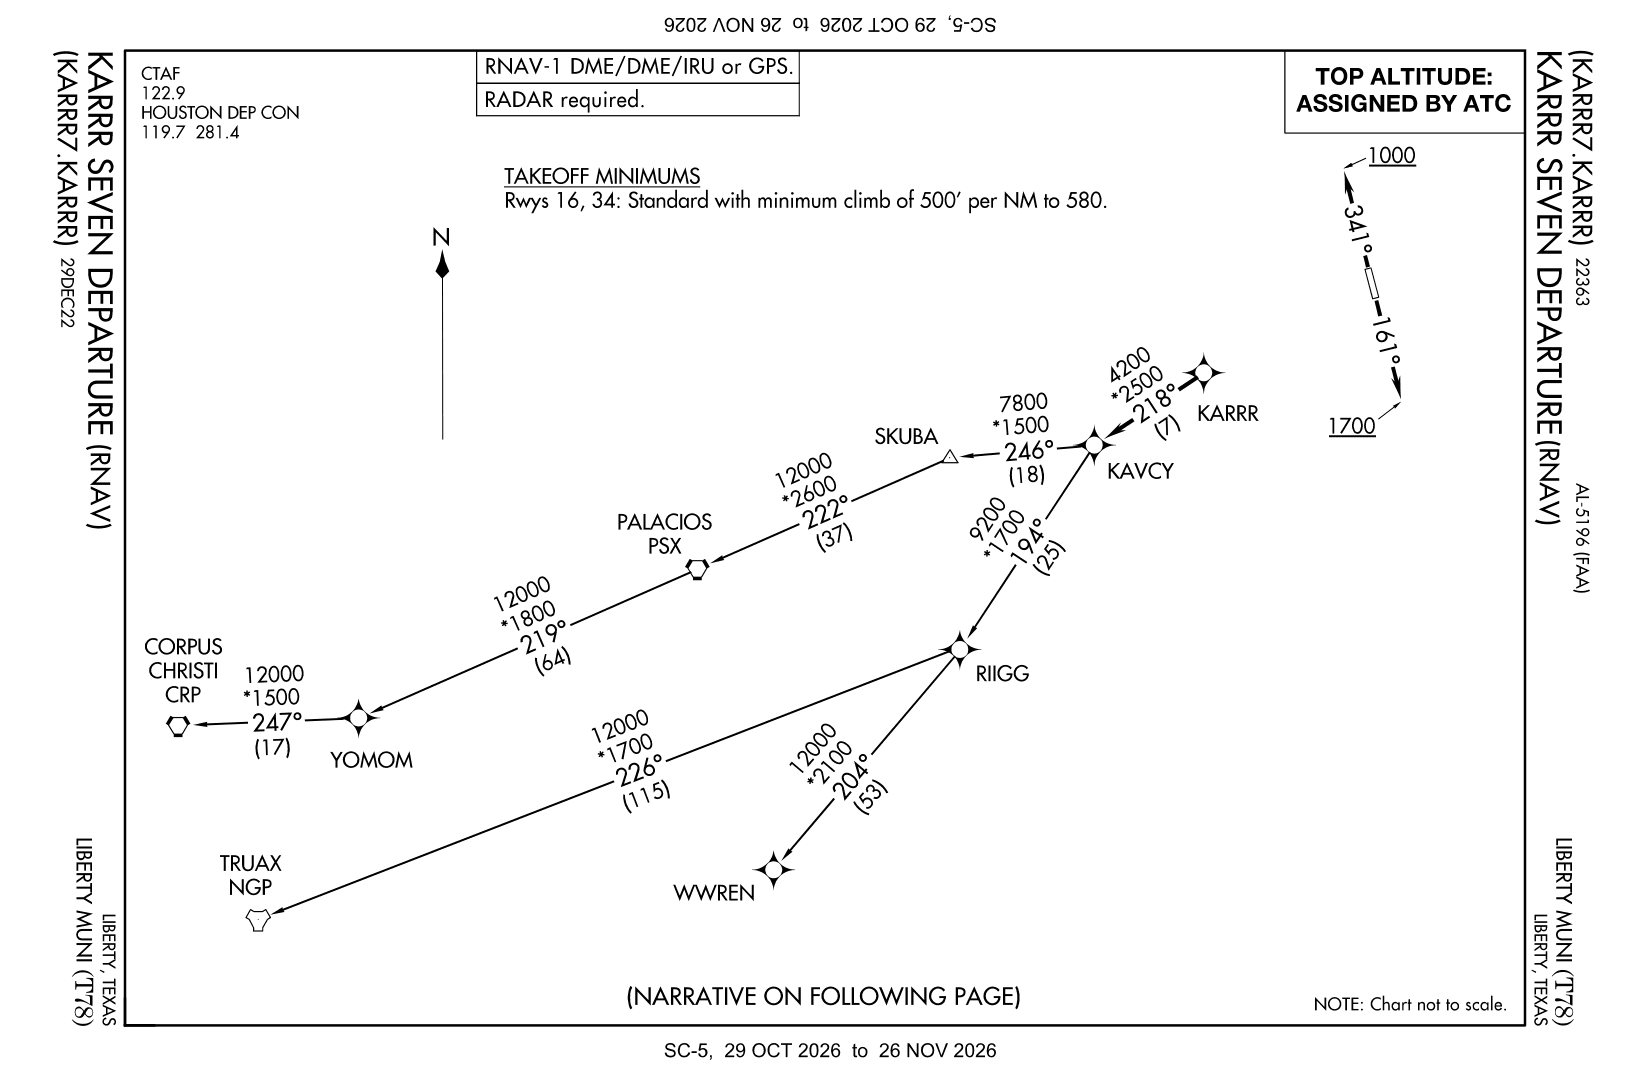 SC-5, 29 OCT 2026 to 26 NOV 2026
KARRR SEVEN DEPARTURE (RNAV)
(KARRR7.KARRR) 29DEC22
CTAF
122.9
HOUSTON DEP CON
119.7 281.4
RNAV-1 DME/DME/IRU or GPS.
RADAR required.
TOP ALTITUDE:
ASSIGNED BY ATC
(KARRR7.KARRR) 22363
KARRR SEVEN DEPARTURE (RNAV)
AL-5196 (FAA)
TAKEOFF MINIMUMS
Rwys 16, 34: Standard with minimum climb of 500′ per NM to 580.
N
1000
341°
161°
1700
KARRR
4200
*2500
218°
(7)
KAVCY
7800
*1500
246°
(18)
SKUBA
12000
*2600
222°
(37)
PALACIOS
PSX
9200
*1700
194°
(25)
RIIGG
12000
*1800
219°
(64)
YOMOM
12000
*1500
247°
(17)
CORPUS
CHRISTI
CRP
12000
*1700
226°
(115)
TRUAX
NGP
12000
*2100
204°
(53)
WWREN
(NARRATIVE ON FOLLOWING PAGE)
NOTE: Chart not to scale.
LIBERTY, TEXAS
LIBERTY MUNI (T78)
LIBERTY MUNI (T78)
LIBERTY, TEXAS
SC-5, 29 OCT 2026 to 26 NOV 2026